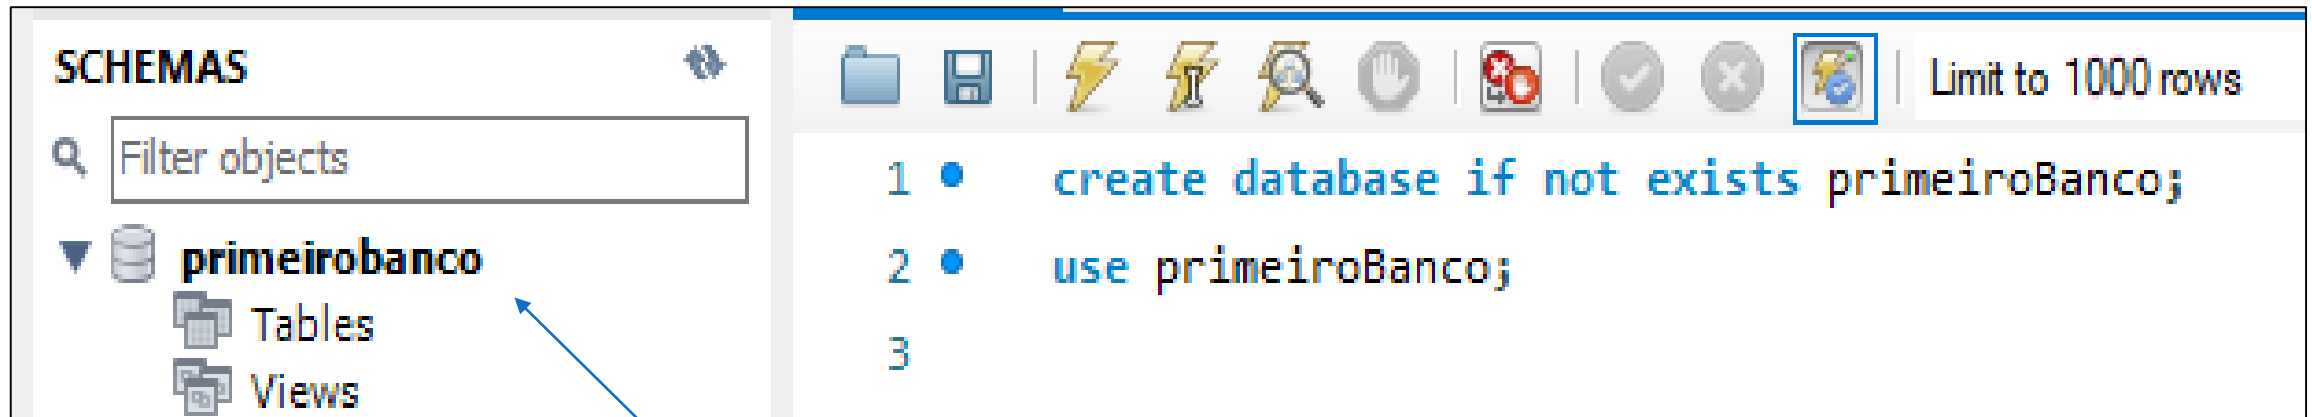 SCHEMAS
Filter objects
primeirobanco
Tables
Views
Limit to 1000 rows
1 create database if not exists primeiroBanco;
2 use primeiroBanco;
3